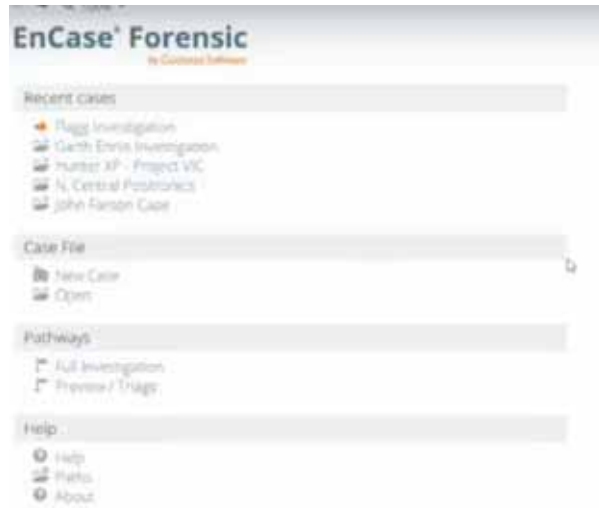 EnCase® Forensic
by Guidance Software
Recent cases
Flagg Investigation
Garth Ennis Investigation
Hunter XP - Project VIC
N. Central Positronics
John Farson Case
Case File
New Case
Open
Pathways
Full Investigation
Preview / Triage
Help
Help
Paths
About